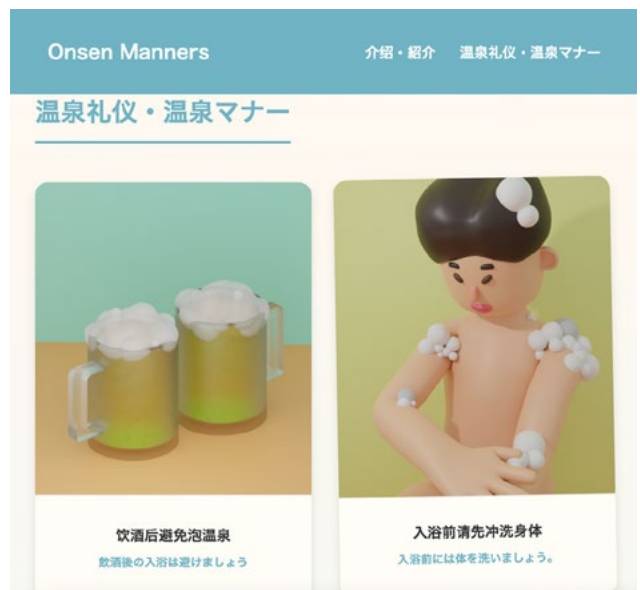 Onsen Manners
介绍・紹介
温泉礼仪・温泉マナー
温泉礼仪・温泉マナー
饮酒后避免泡温泉
飲酒後の入浴は避けましょう
入浴前请先冲洗身体
入浴前には体を洗いましょう。